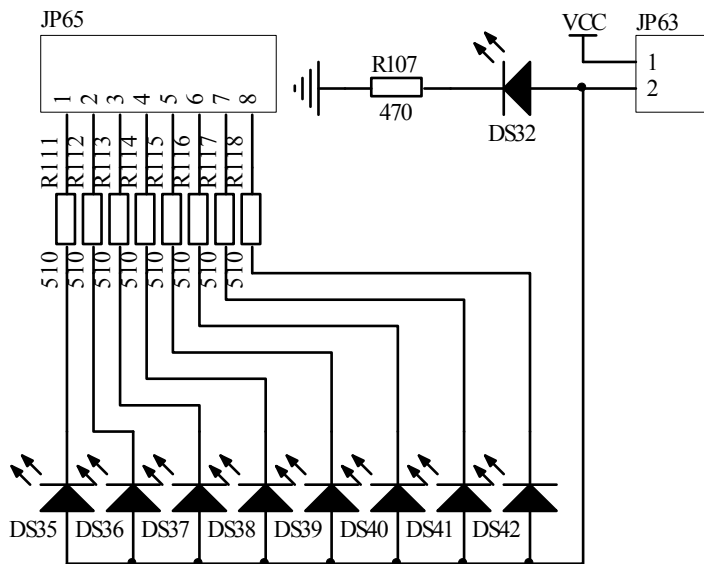 JP65
VCC
JP63
R107
1
2
470
DS32
1
2
3
4
5
6
7
8
R111
R112
R113
R114
R115
R116
R117
R118
510
510
510
510
510
510
510
510
DS35
DS36
DS37
DS38
DS39
DS40
DS41
DS42